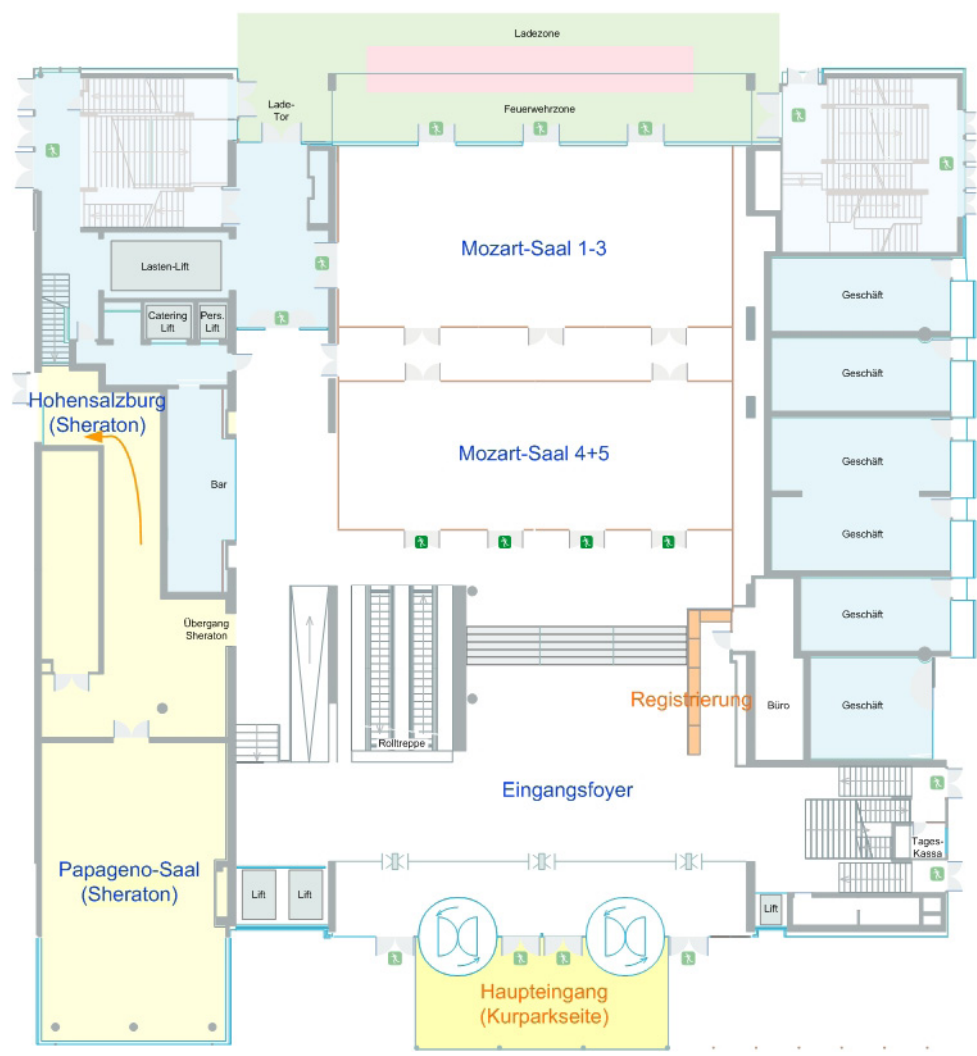 Ladezone
Lade-
Tor
Feuerwehrzone
Mozart-Saal 1-3
Lasten-Lift
Catering
Lift
Pers.
Lift
Geschäft
Geschäft
Hohensalzburg
(Sheraton)
Mozart-Saal 4+5
Geschäft
Bar
Geschäft
Übergang
Sheraton
Geschäft
Registrierung
Büro
Geschäft
Rolltreppe
Eingangsfoyer
Tages-
Kassa
Papageno-Saal
(Sheraton)
Lift
Lift
Lift
Haupteingang
(Kurparkseite)